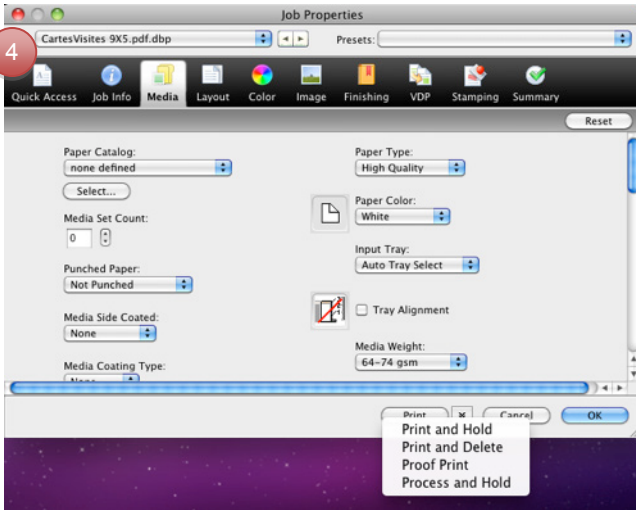 Job Properties
4
CartesVisites 9X5.pdf.dbp
Presets:
Quick Access Job Info Media Layout Color Image Finishing VDP Stamping Summary
Reset
Paper Catalog:
none defined
Select...
Media Set Count:
0
Punched Paper:
Not Punched
Media Side Coated:
None
Media Coating Type:
Paper Type:
High Quality
Paper Color:
White
Input Tray:
Auto Tray Select
Tray Alignment
Media Weight:
64-74 gsm
Print Cancel OK
Print and Hold
Print and Delete
Proof Print
Process and Hold